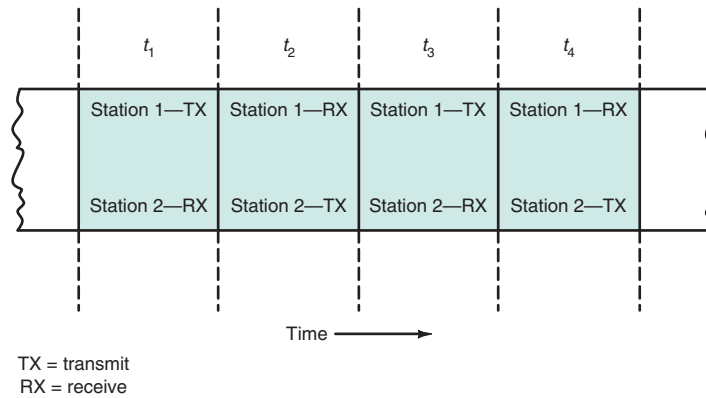 t1 t2 t3 t4
Station 1—TX Station 1—RX Station 1—TX Station 1—RX
Station 2—RX Station 2—TX Station 2—RX Station 2—TX
Time
TX = transmit
RX = receive